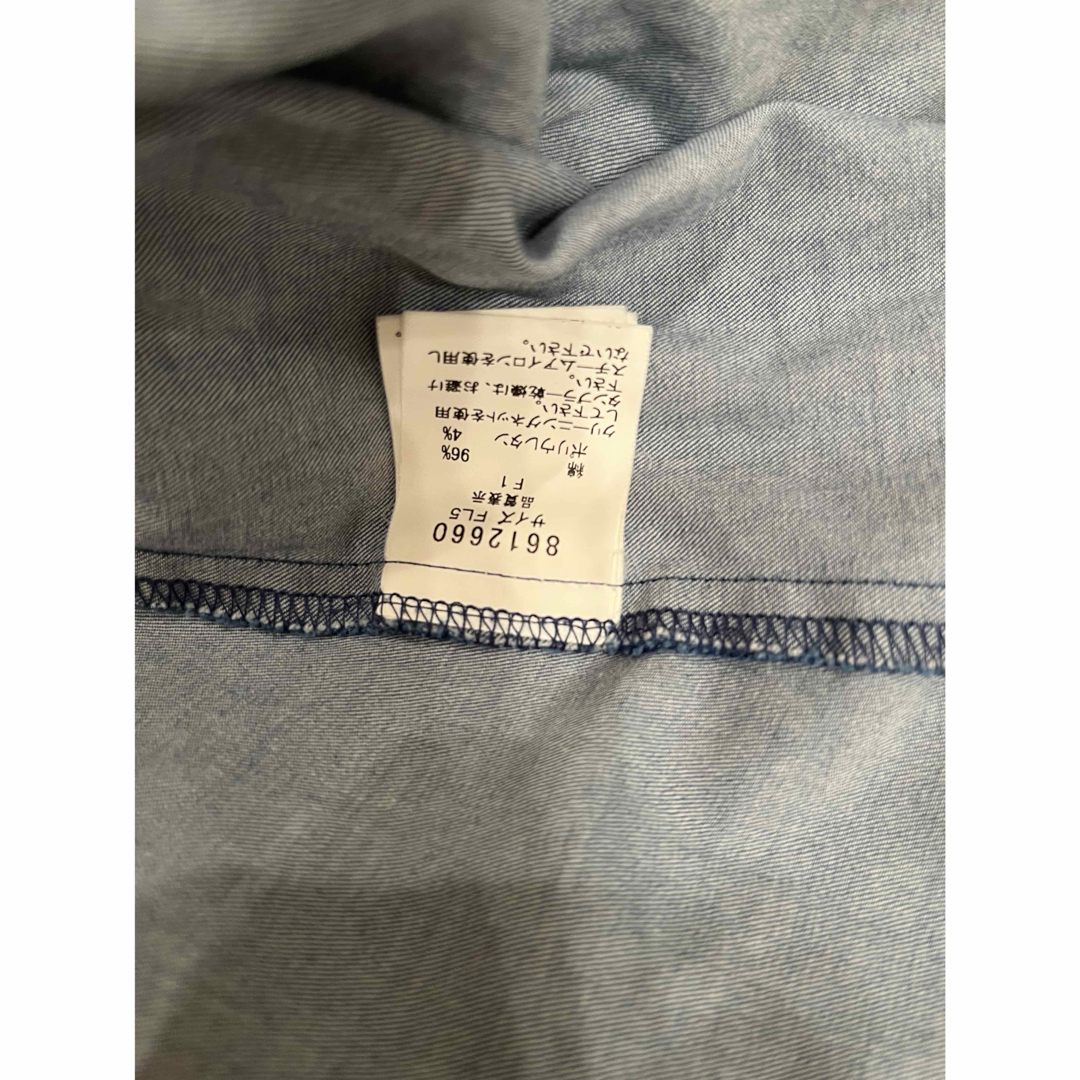 8612660
サイズ FL5
品質表示
F1
綿 96%
ポリウレタン 4%
クリーニングネットを使用
して下さい。
タンブラー乾燥は、お避け
下さい。
スチームアイロンを使用し
ないで下さい。